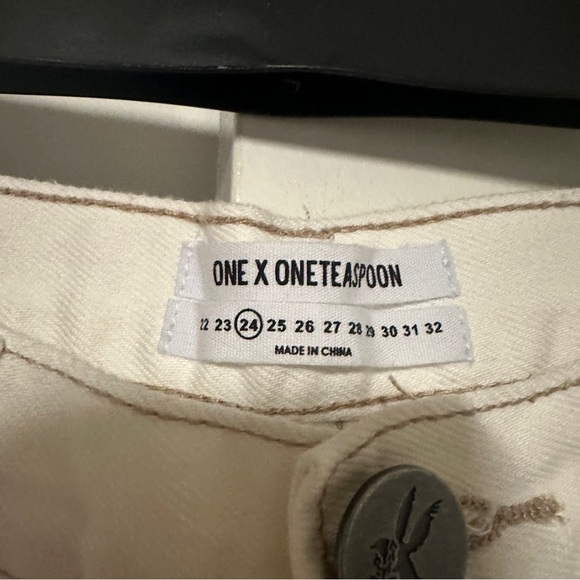 ONE X ONETEASPOON
22 23 24 25 26 27 28 29 30 31 32
MADE IN CHINA